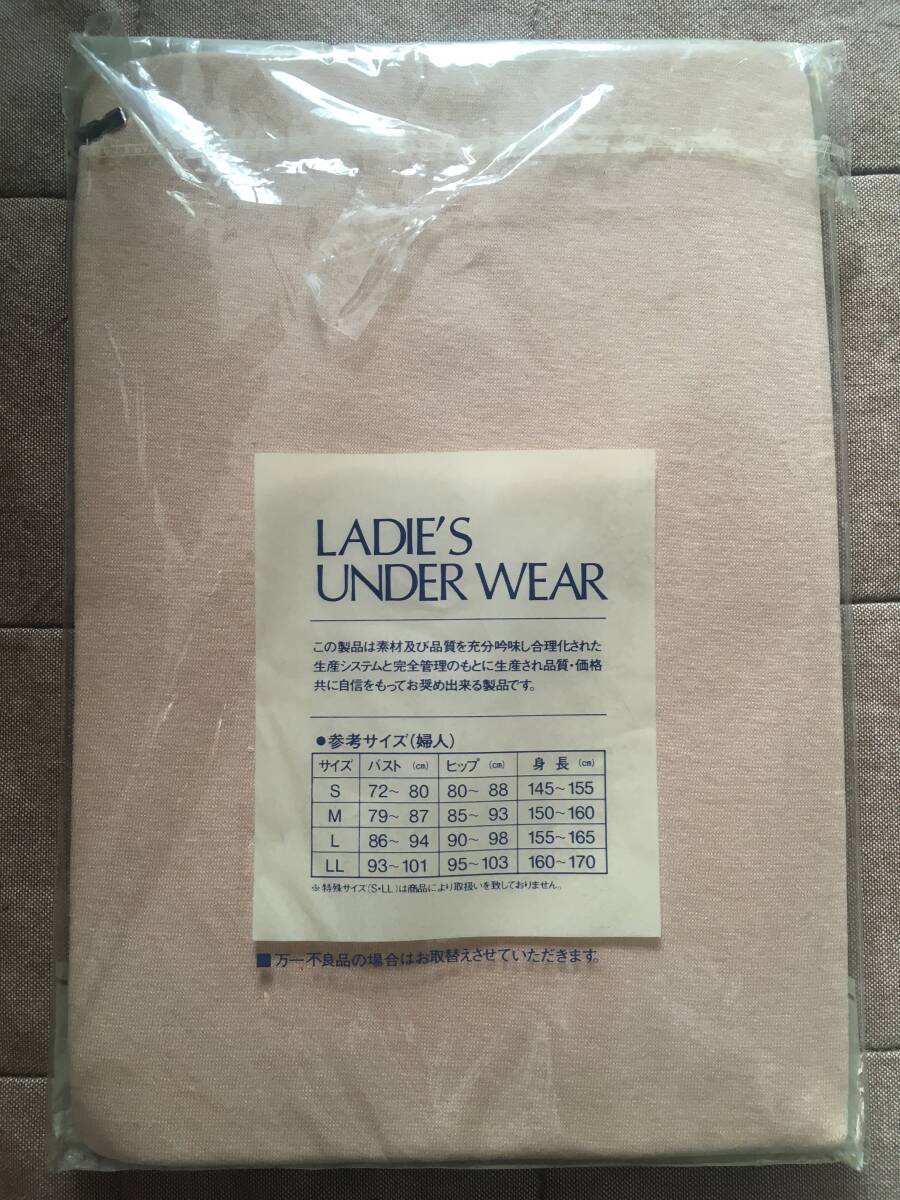 LADIE'S
UNDER WEAR
この製品は素材及び品質を充分吟味し合理化された
生産システムと完全管理のもとに生産され品質・価格
共に自信をもってお奨め出来る製品です。
●参考サイズ(婦人)
サイズ バスト(cm) ヒップ(cm) 身長(cm)
S 72〜80 80〜88 145〜155
M 79〜87 85〜93 150〜160
L 86〜94 90〜98 155〜165
LL 93〜101 95〜103 160〜170
※特殊サイズ(S・LL)は商品により取扱いを致しておりません。
■万一不良品の場合はお取替えさせていただきます。